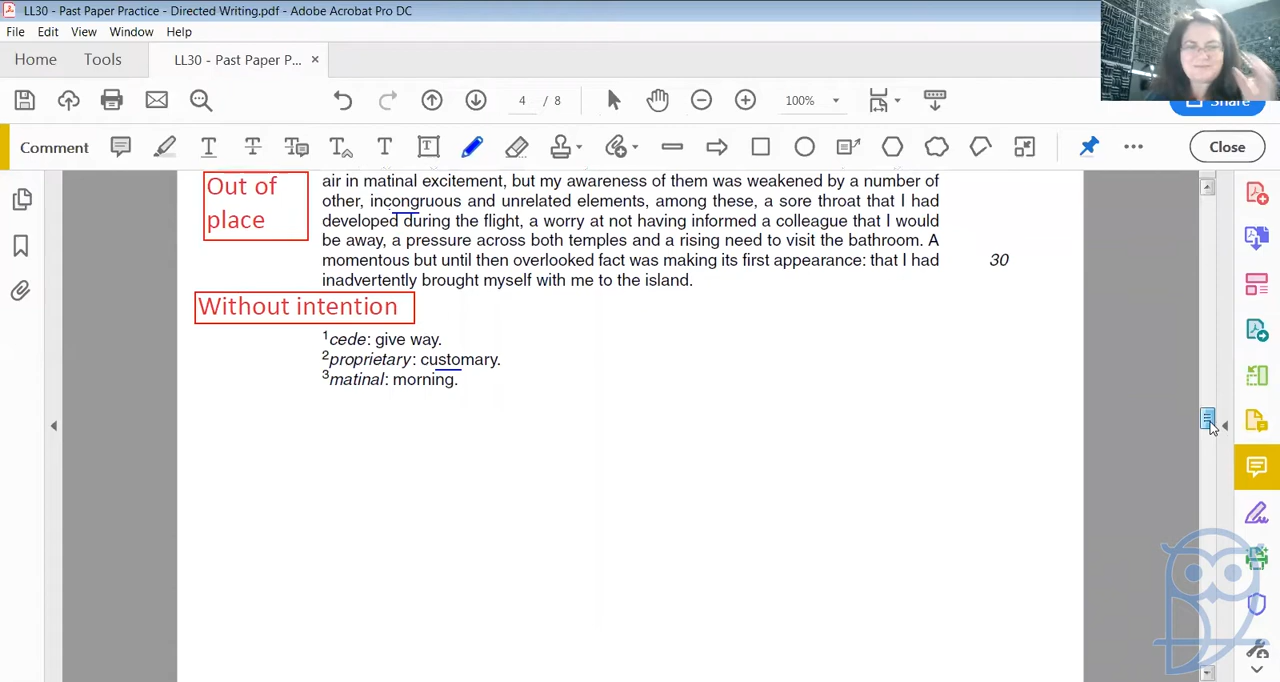 LL30 - Past Paper Practice - Directed Writing.pdf - Adobe Acrobat Pro DC
File Edit View Window Help
Home Tools LL30 - Past Paper P... ×
4 / 8 100% Share
Comment Close
Out of
place
air in matinal excitement, but my awareness of them was weakened by a number of
other, incongruous and unrelated elements, among these, a sore throat that I had
developed during the flight, a worry at not having informed a colleague that I would
be away, a pressure across both temples and a rising need to visit the bathroom. A
momentous but until then overlooked fact was making its first appearance: that I had 30
inadvertently brought myself with me to the island.
Without intention
1cede: give way.
2proprietary: customary.
3matinal: morning.